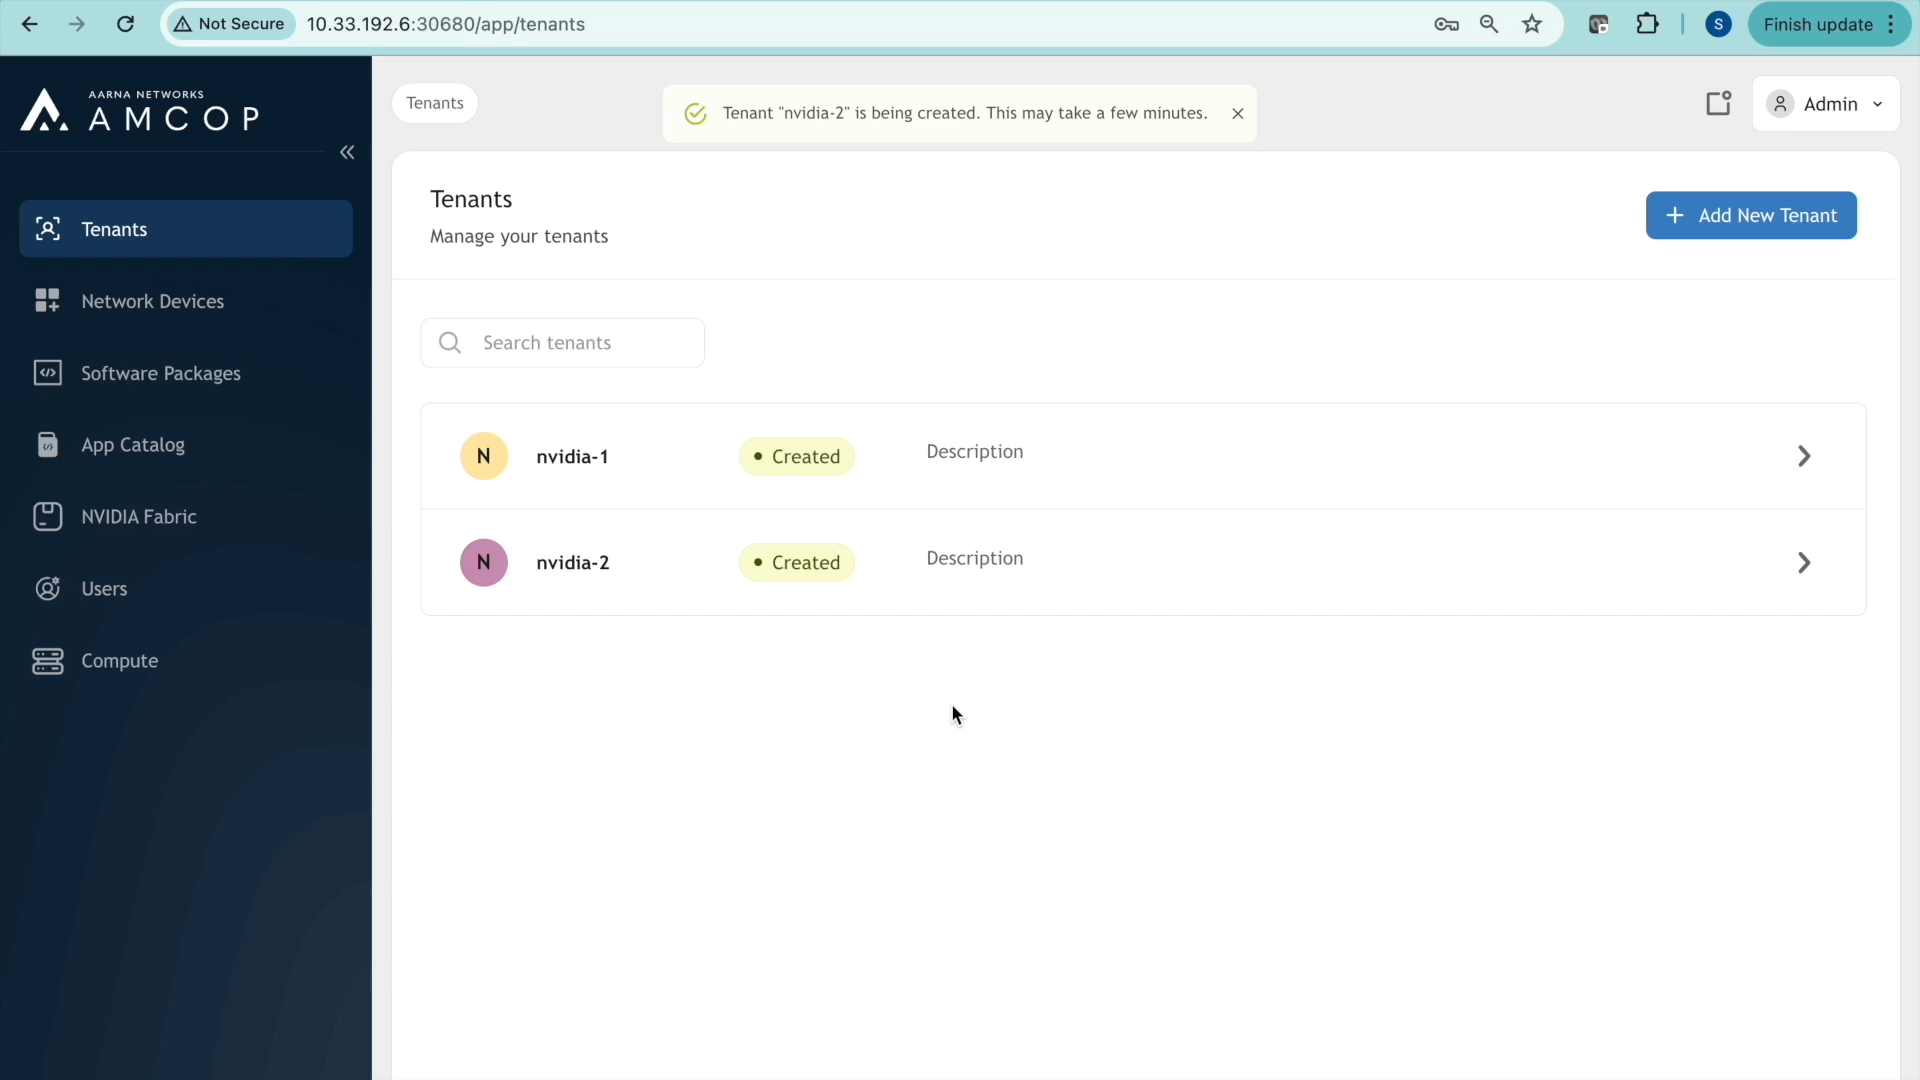 Not Secure
10.33.192.6:30680/app/tenants
S
Finish update
AARNA NETWORKS
AMCOP
Tenants
Tenant "nvidia-2" is being created. This may take a few minutes.
Admin
Tenants
Network Devices
Software Packages
App Catalog
NVIDIA Fabric
Users
Compute
Tenants
Manage your tenants
+ Add New Tenant
Search tenants
N nvidia-1 • Created Description
N nvidia-2 • Created Description